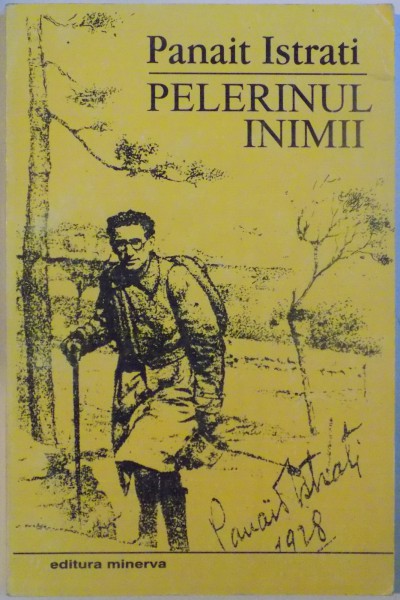 Panait Istrati
PELERINUL
INIMII
Panaït Istrati
1928
editura minerva